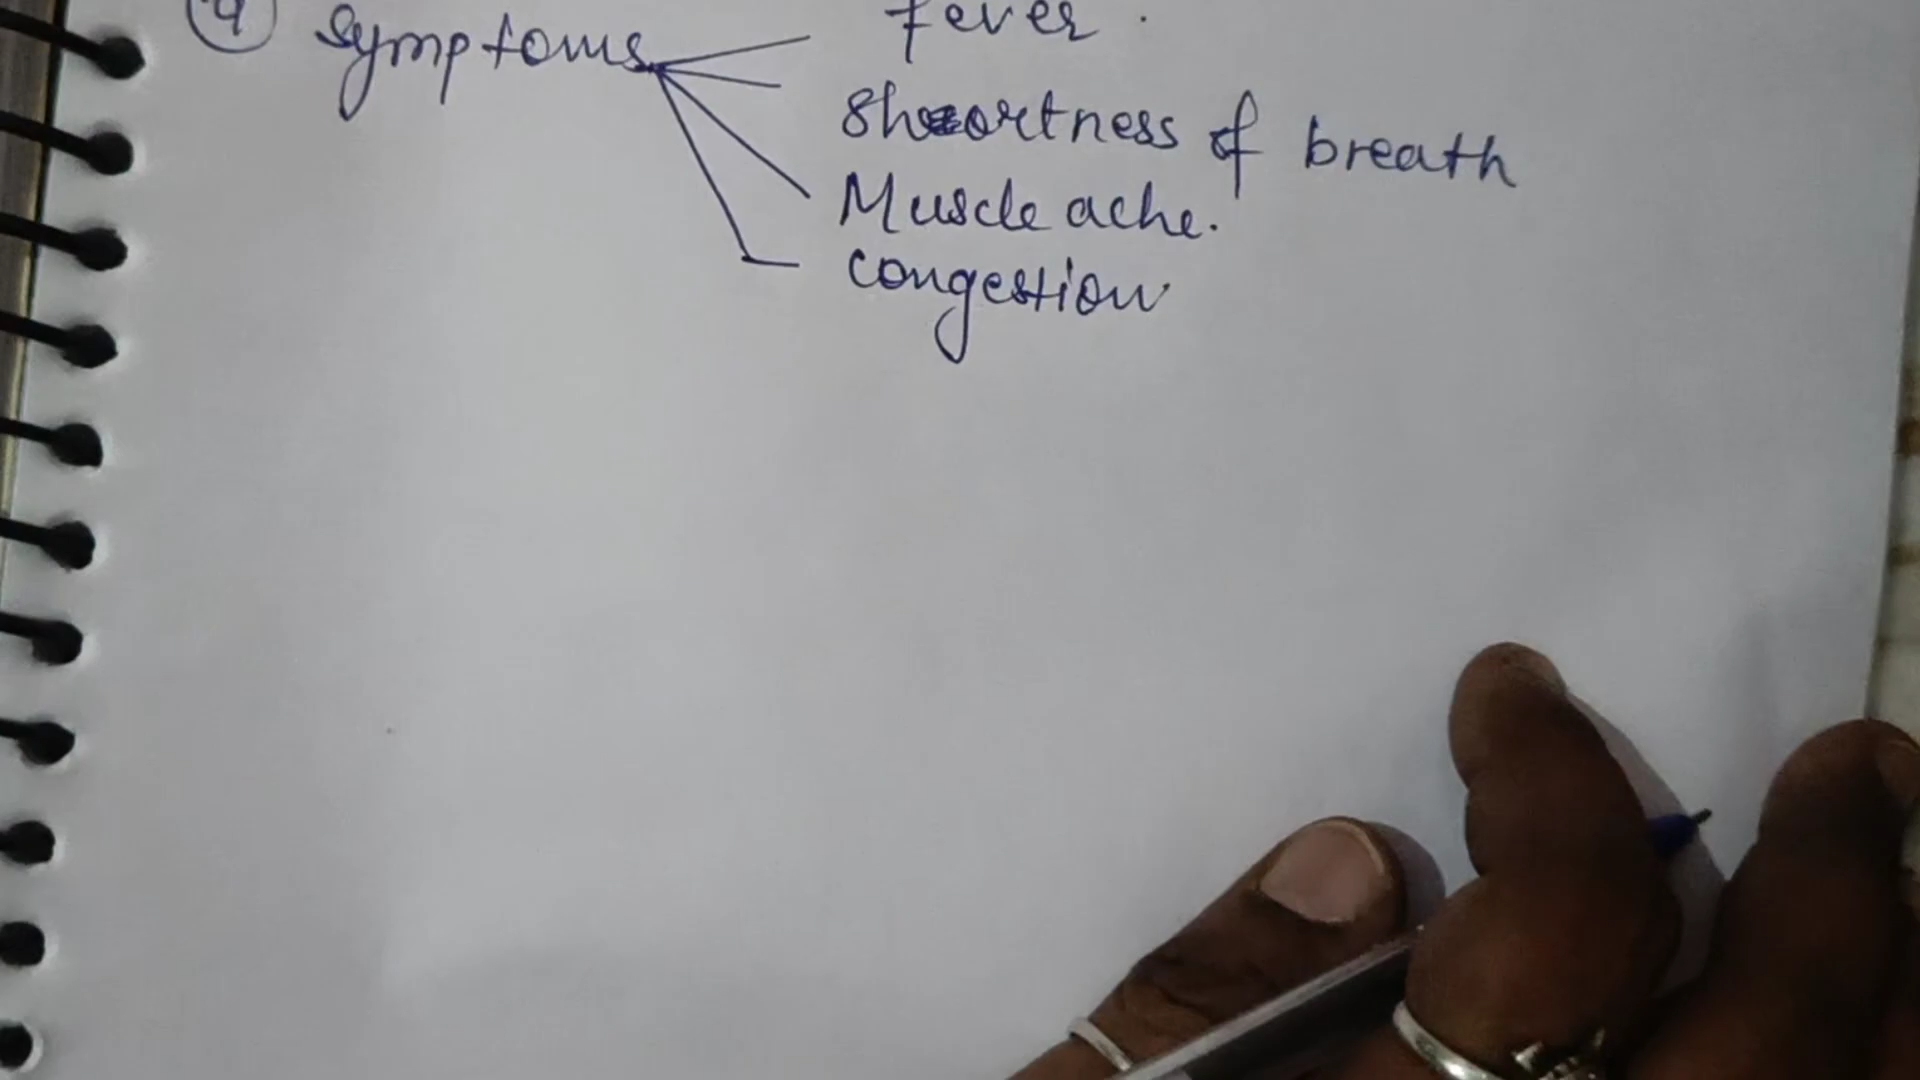 4 Symptoms
Fever.
Shortness of breath
Muscle ache.
Congestion